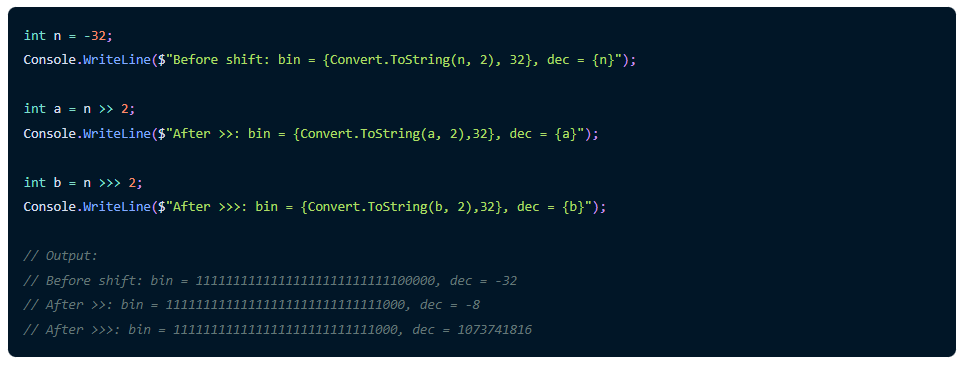 int n = -32;
Console.WriteLine($"Before shift: bin = {Convert.ToString(n, 2), 32}, dec = {n}");
int a = n >> 2;
Console.WriteLine($"After >>: bin = {Convert.ToString(a, 2),32}, dec = {a}");
int b = n >>> 2;
Console.WriteLine($"After >>>: bin = {Convert.ToString(b, 2),32}, dec = {b}");
// Output:
// Before shift: bin = 11111111111111111111111111100000, dec = -32
// After >>: bin = 11111111111111111111111111111000, dec = -8
// After >>>: bin = 111111111111111111111111111000, dec = 1073741816